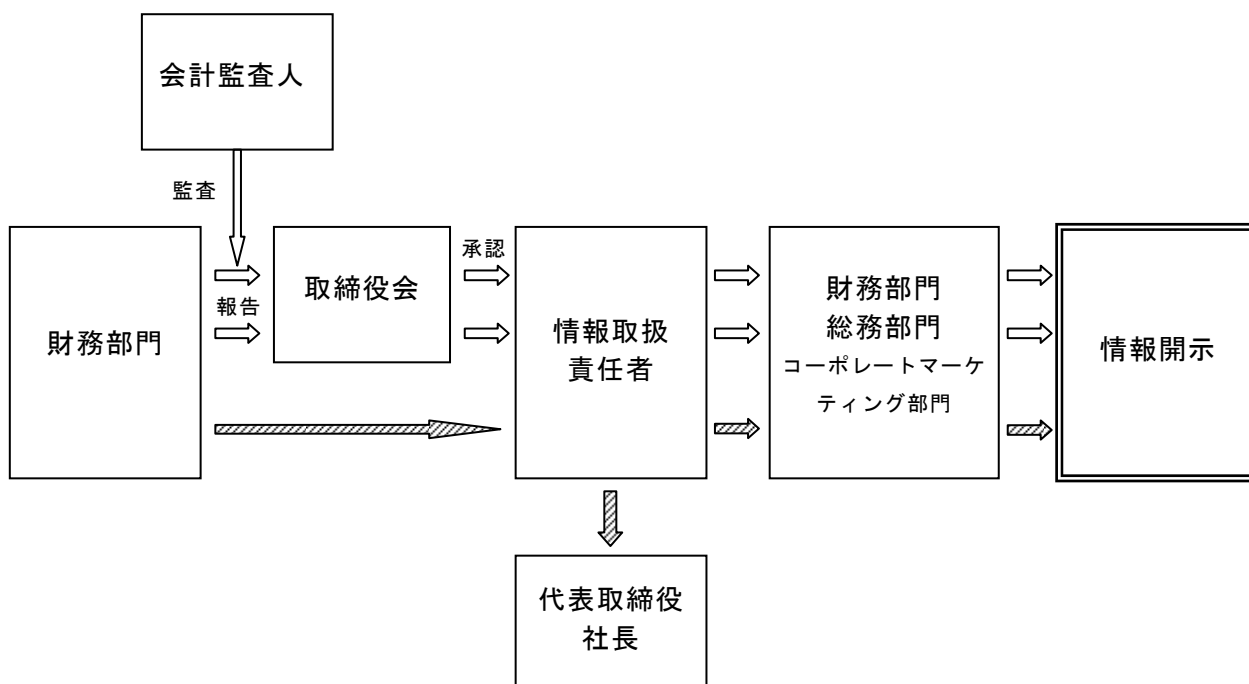 会計監査人
監査
財務部門
報告
取締役会
承認
情報取扱
責任者
財務部門
総務部門
コーポレートマーケ
ティング部門
情報開示
代表取締役
社長